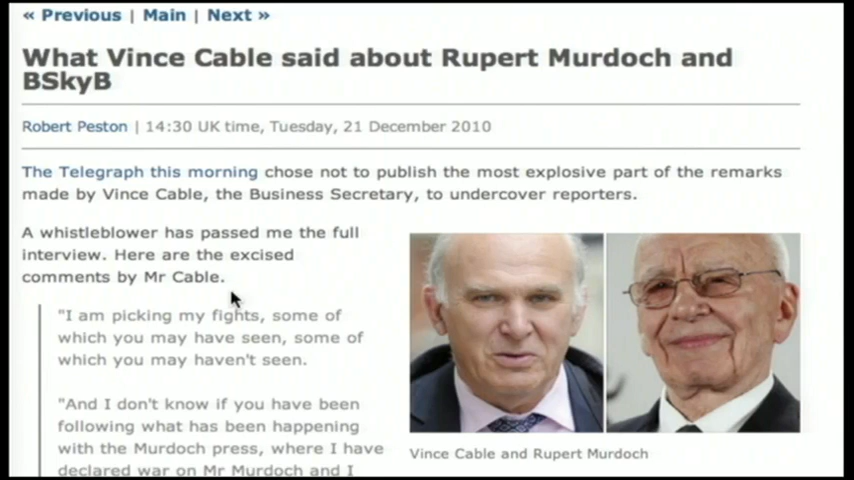 « Previous | Main | Next »
What Vince Cable said about Rupert Murdoch and
BSkyB
Robert Peston | 14:30 UK time, Tuesday, 21 December 2010
The Telegraph this morning chose not to publish the most explosive part of the remarks
made by Vince Cable, the Business Secretary, to undercover reporters.
A whistleblower has passed me the full
interview. Here are the excised
comments by Mr Cable.
"I am picking my fights, some of
which you may have seen, some of
which you may haven't seen.
"And I don't know if you have been
following what has been happening
with the Murdoch press, where I have
declared war on Mr Murdoch and I
Vince Cable and Rupert Murdoch